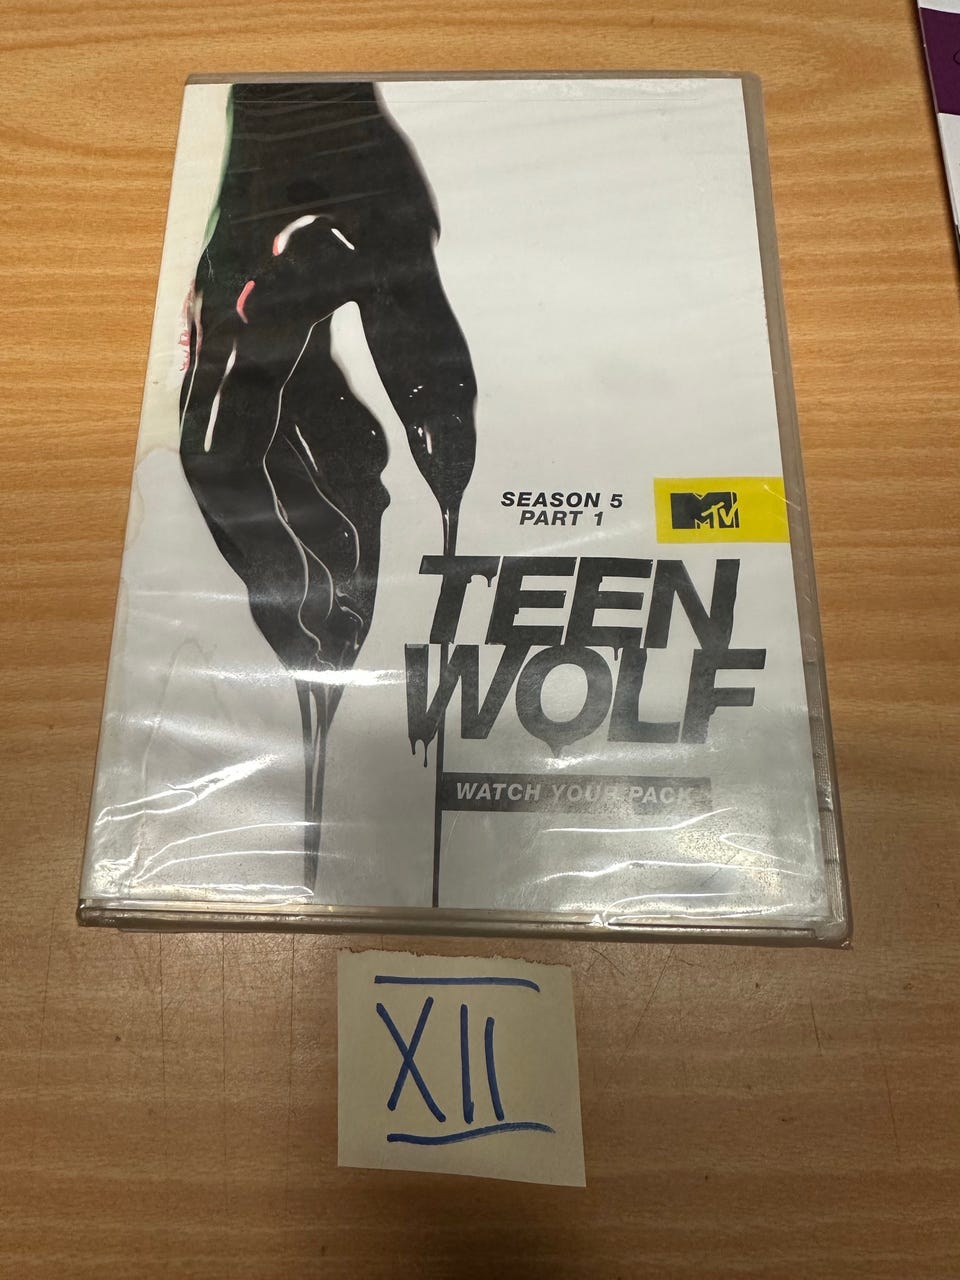 SEASON 5
PART 1
MTV
TEEN
WOLF
WATCH YOUR PACK
XII